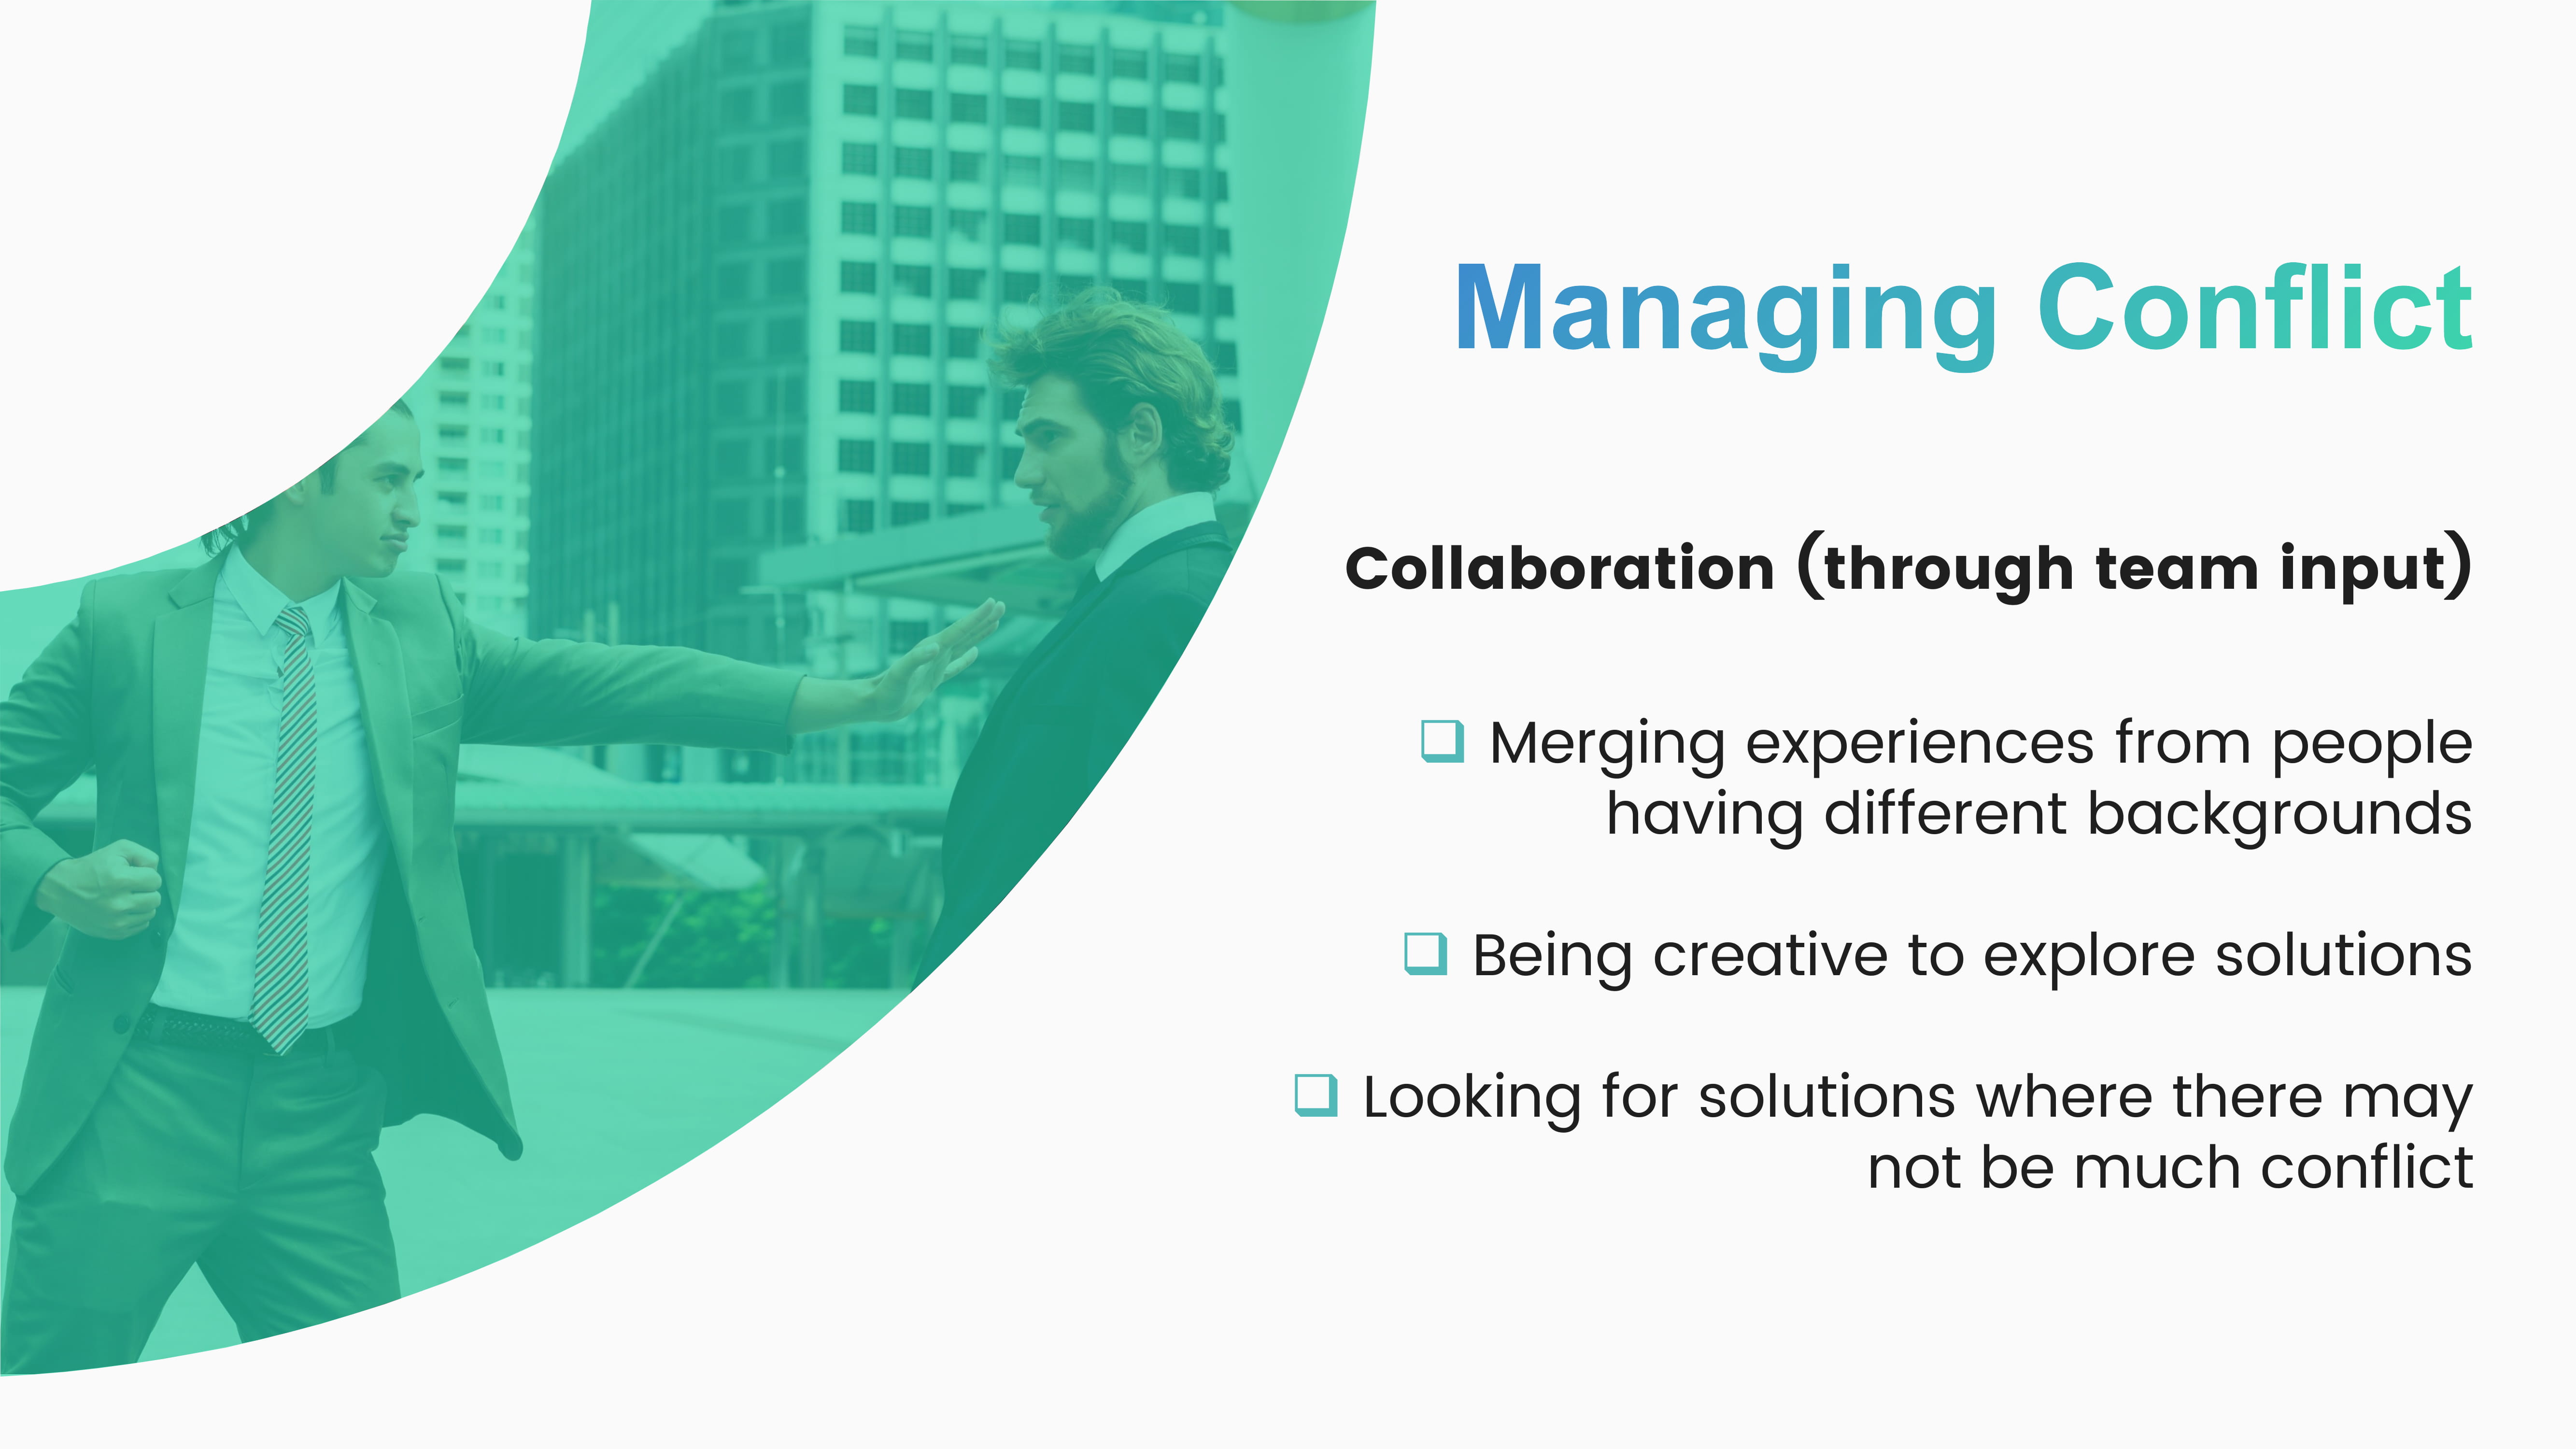 Managing Conflict
Collaboration (through team input)
❑ Merging experiences from people
having different backgrounds
❑ Being creative to explore solutions
❑ Looking for solutions where there may
not be much conflict